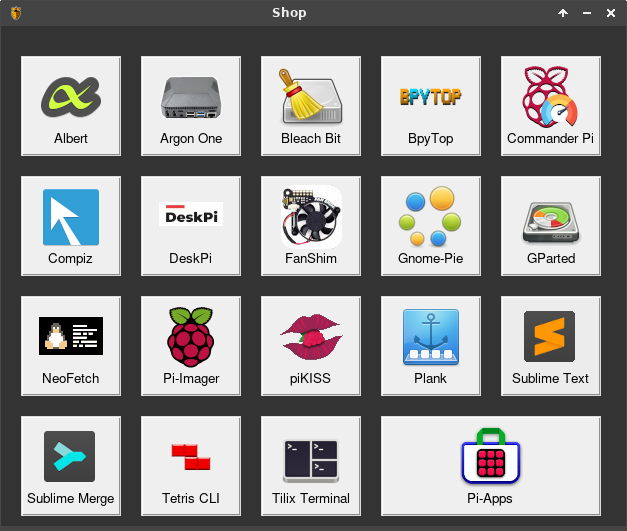 Shop
Albert
Argon One
Bleach Bit
BPYTOP
BpyTop
Commander Pi
Compiz
DeskPi
DeskPi
FanShim
Gnome-Pie
GParted
NeoFetch
Pi-Imager
piKISS
Plank
Sublime Text
Sublime Merge
Tetris CLI
>_
>_
>_
Tilix Terminal
Pi-Apps